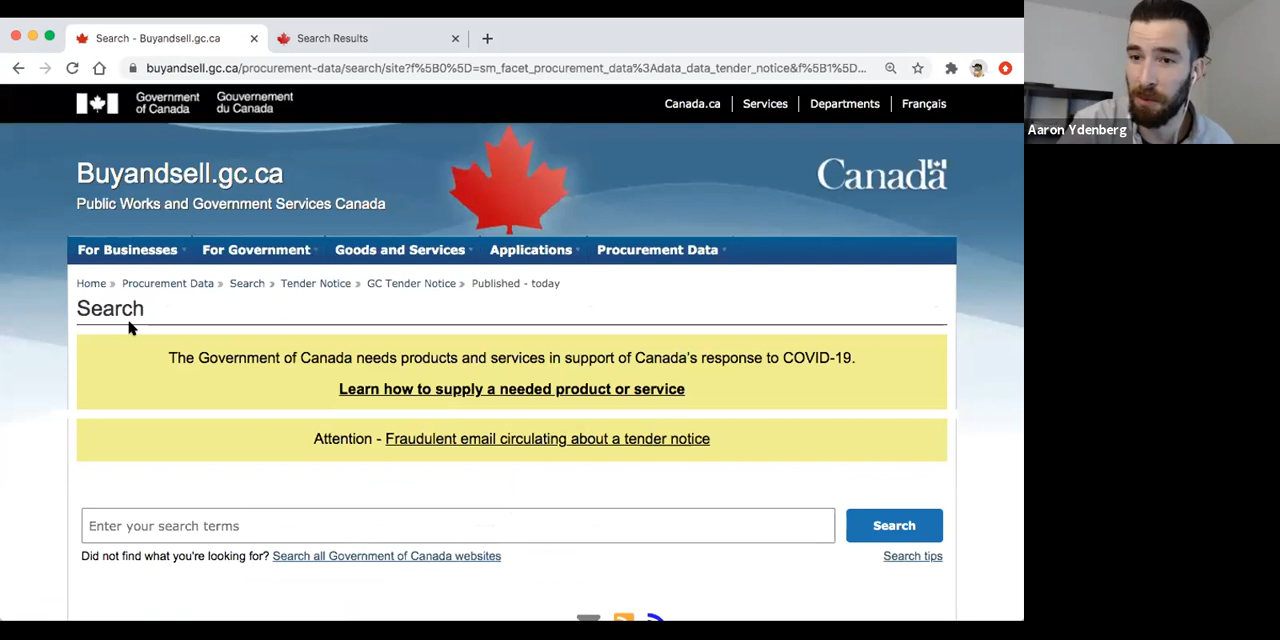 Search - Buyandsell.gc.ca
Search Results
buyandsell.gc.ca/procurement-data/search/site?f%5B0%5D=sm_facet_procurement_data%3Adata_data_tender_notice&f%5B1%5D...
Government of Canada
Gouvernement du Canada
Canada.ca
Services
Departments
Français
Buyandsell.gc.ca
Public Works and Government Services Canada
Canada
For Businesses
For Government
Goods and Services
Applications
Procurement Data
Home » Procurement Data » Search » Tender Notice » GC Tender Notice » Published - today
Search
The Government of Canada needs products and services in support of Canada's response to COVID-19.
Learn how to supply a needed product or service
Attention - Fraudulent email circulating about a tender notice
Enter your search terms
Search
Did not find what you're looking for? Search all Government of Canada websites
Search tips
Aaron Ydenberg